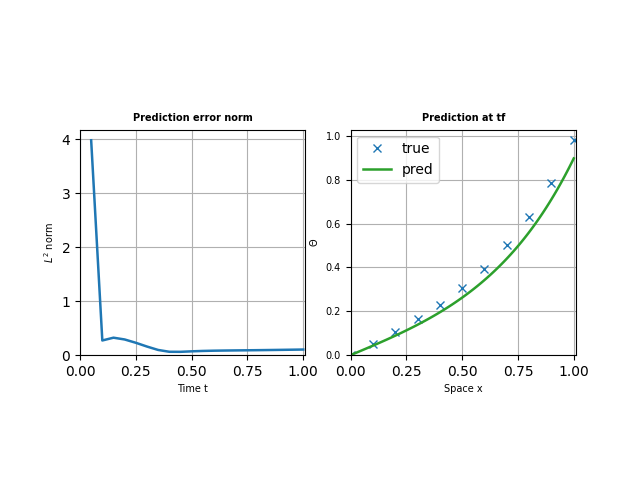 Prediction error norm
4
3
2
1
0
L² norm
0.00 0.25 0.50 0.75 1.00
Time t
Prediction at tf
1.0
0.8
0.6
0.4
0.2
0.0
Θ
true
pred
0.00 0.25 0.50 0.75 1.00
Space x